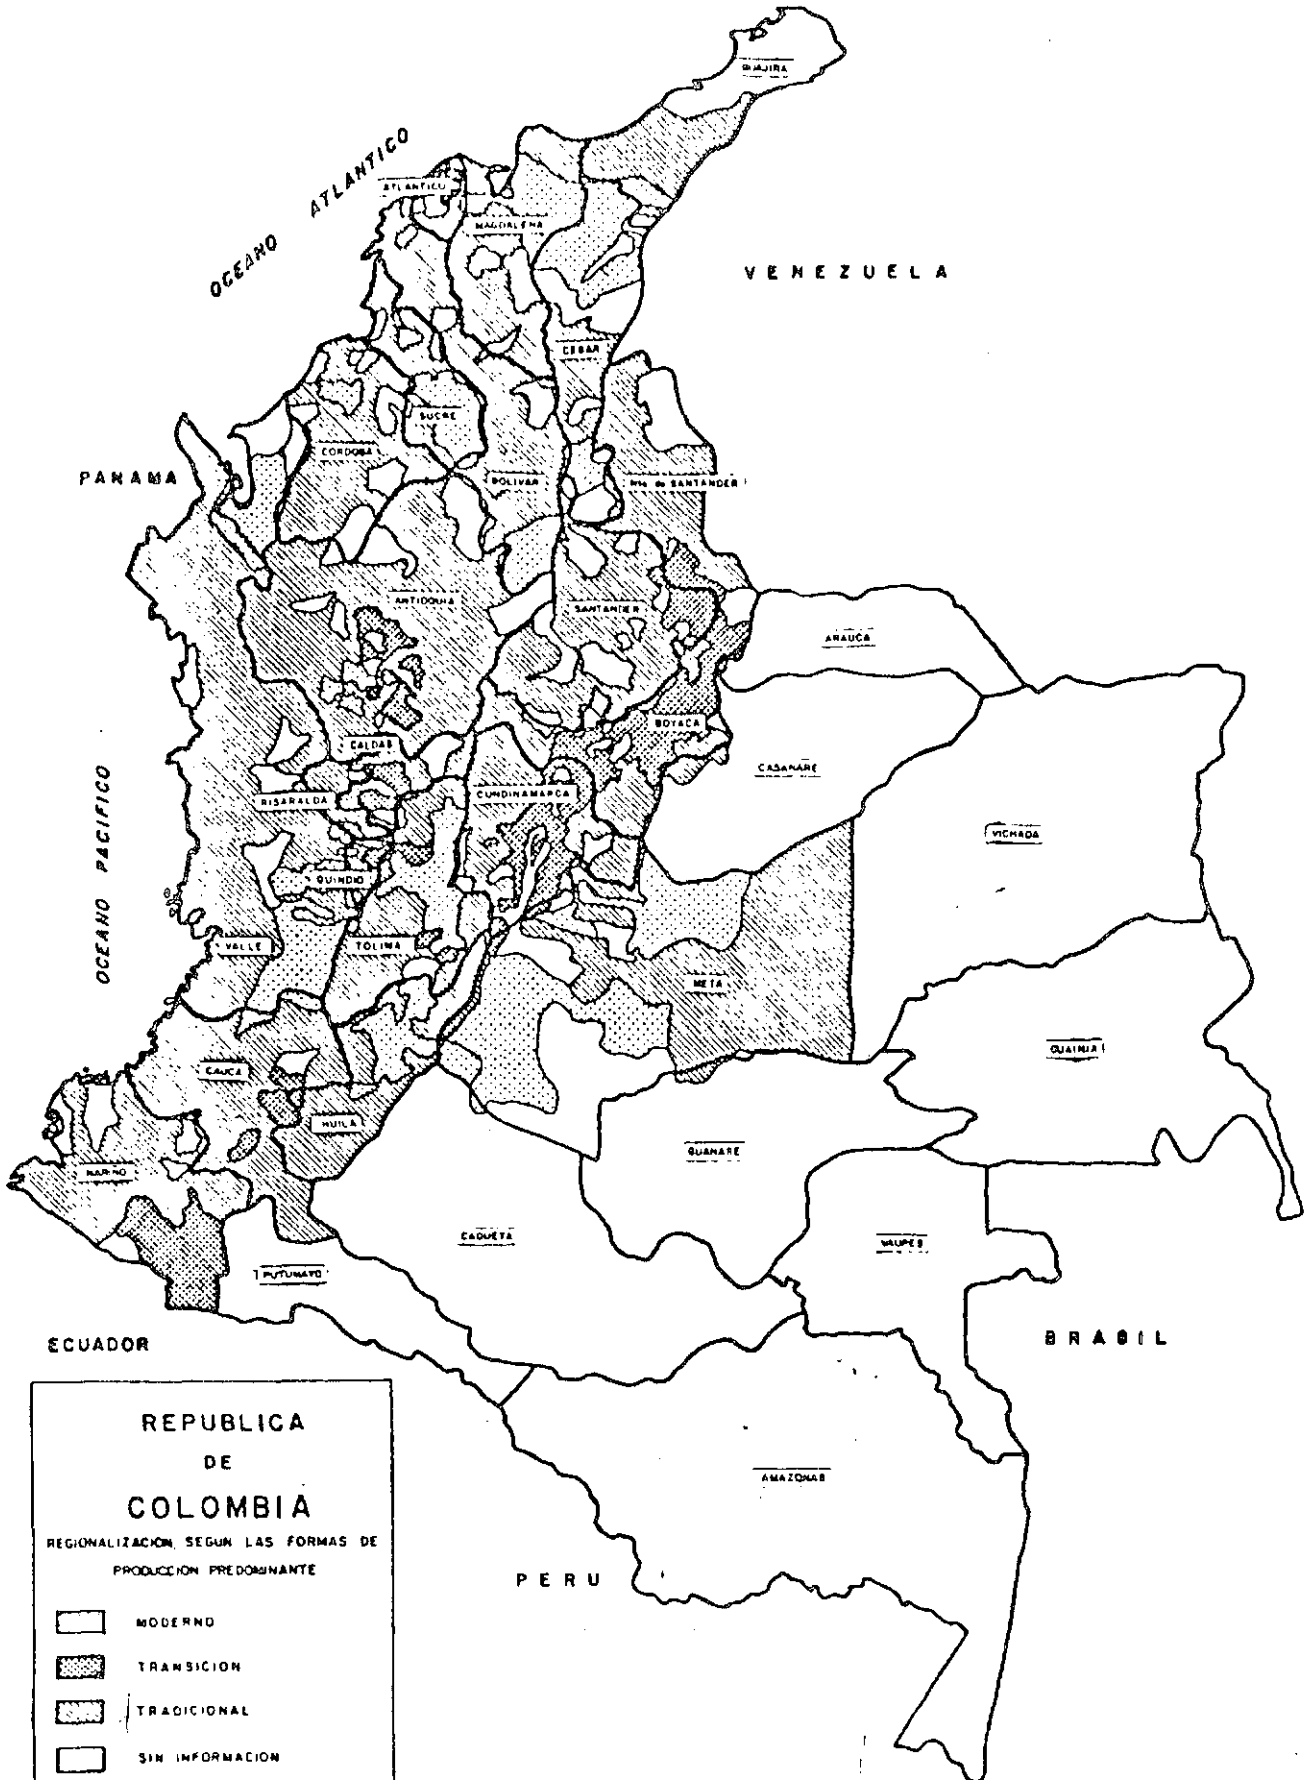 GUAJIRA
OCEANO ATLANTICO
ATLANTICO
MAGDALENA
VENEZUELA
CESAR
SUCRE
CORDOBA
PANAMA
BOLIVAR
Nte de SANTANDER
ANTIOQUIA
SANTANDER
ARAUCA
BOYACA
CALDAS
CASANARE
RISARALDA
CUNDINAMARCA
OCEANO PACIFICO
VICHADA
QUINDIO
VALLE
TOLIMA
META
GUAINIA
CAUCA
HUILA
GUAHARE
NARIÑO
CAQUETA
VAUPES
PUTUMAYO
ECUADOR
BRASIL
AMAZONAS
PERU
REPUBLICA
DE
COLOMBIA
REGIONALIZACION, SEGUN LAS FORMAS DE
PRODUCCION PREDOMINANTE
MODERNO
TRANSICION
TRADICIONAL
SIN INFORMACION